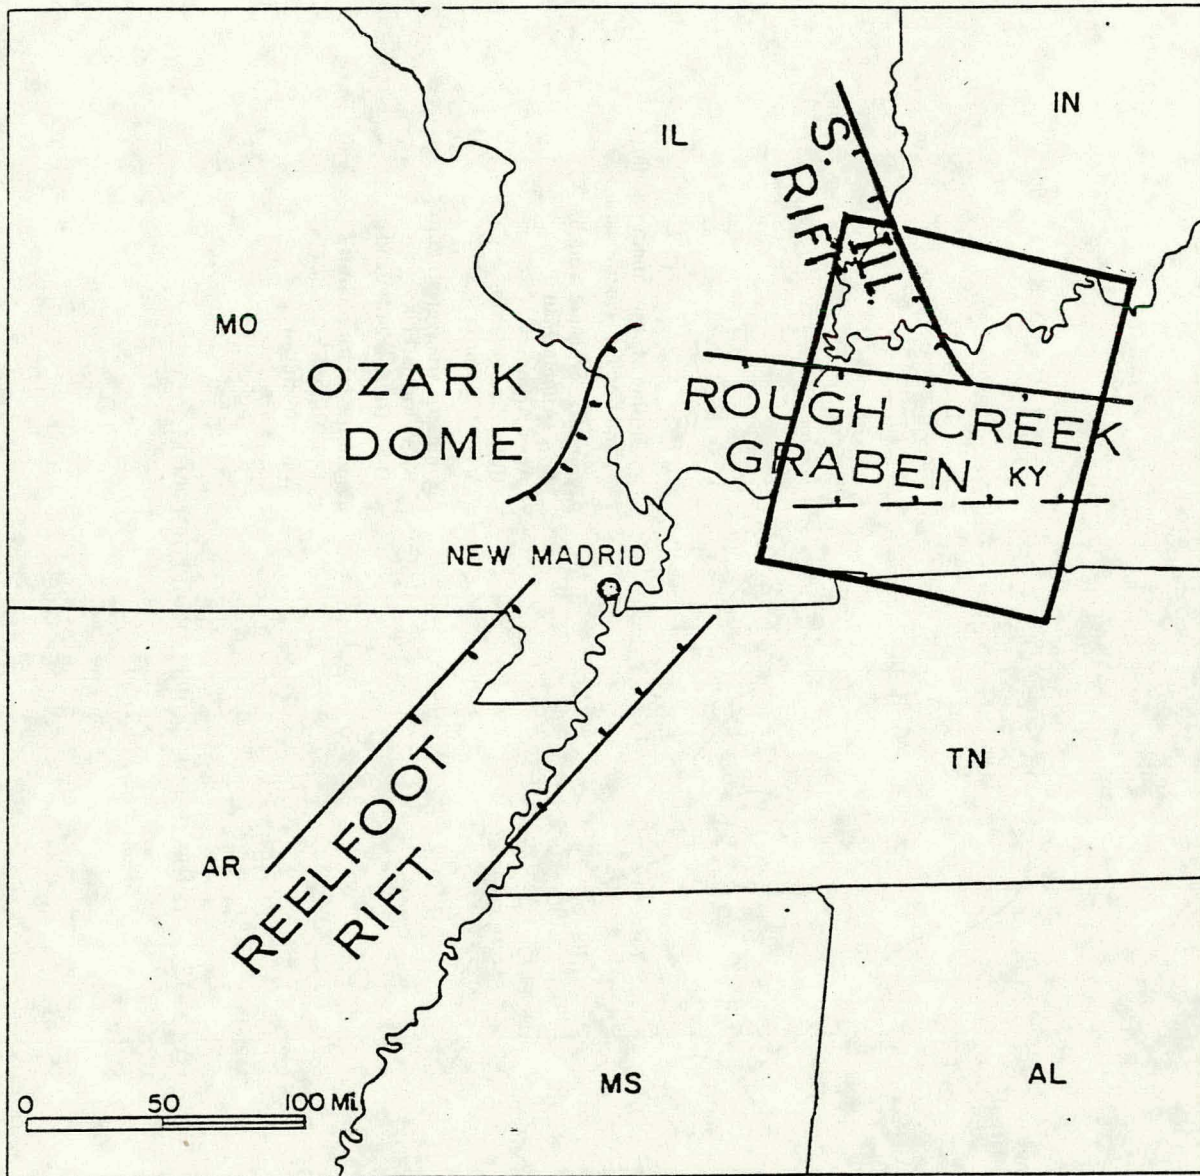 IN
IL
S. Ill.
RIFT
MO
OZARK
DOME
ROUGH CREEK
GRABEN KY
NEW MADRID
TN
AR
REELFOOT
RIFT
MS
AL
0 50 100 Mi.